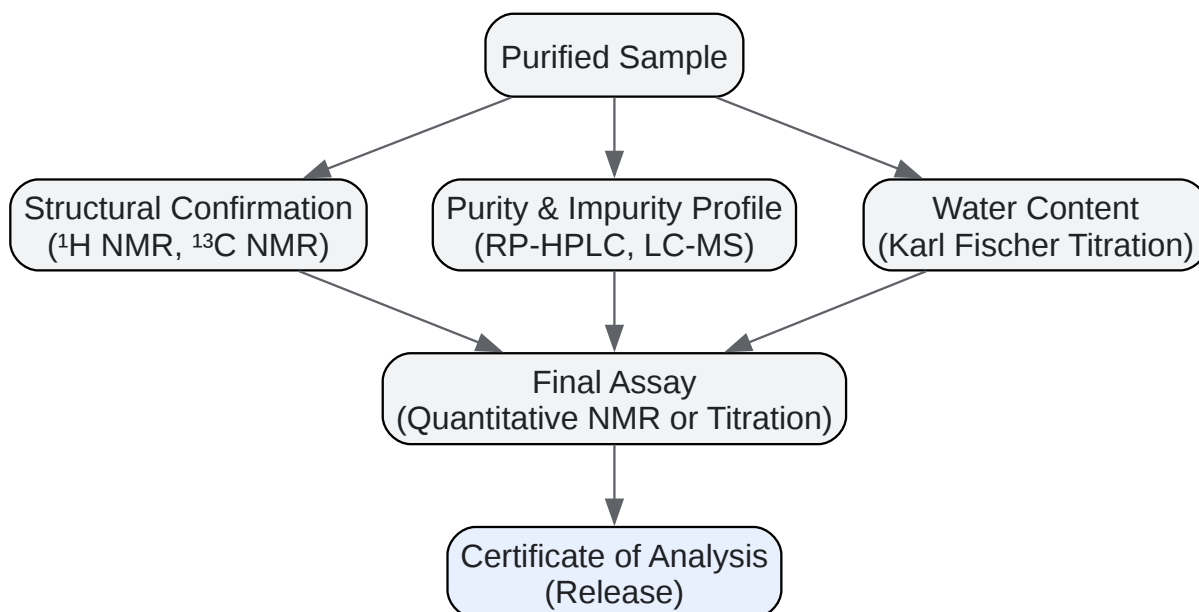 Purified Sample
Structural Confirmation
(¹H NMR, ¹³C NMR)
Purity & Impurity Profile
(RP-HPLC, LC-MS)
Water Content
(Karl Fischer Titration)
Final Assay
(Quantitative NMR or Titration)
Certificate of Analysis
(Release)